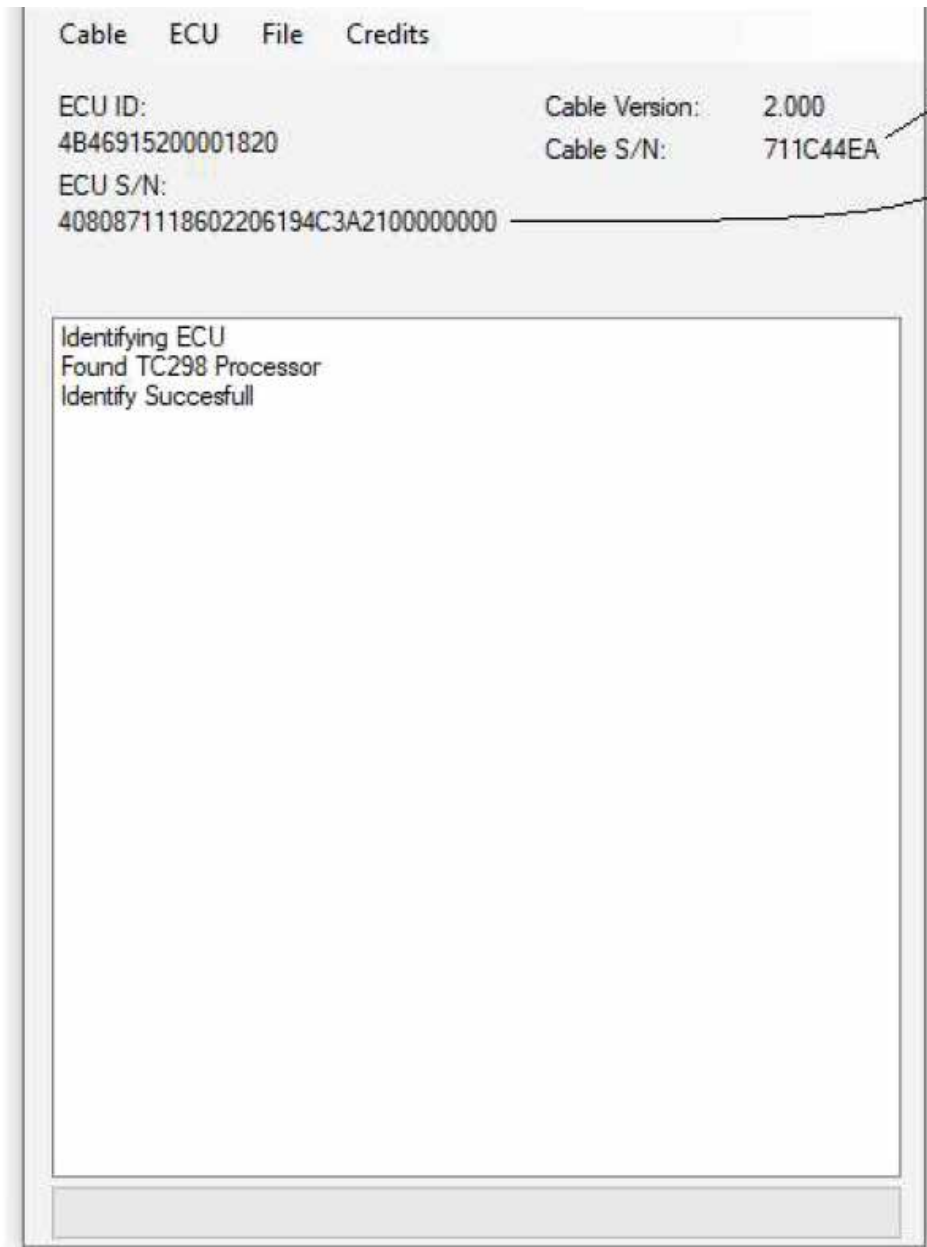 Cable ECU File Credits
ECU ID:
4B46915200001820
Cable Version: 2.000
Cable S/N: 711C44EA
ECU S/N:
4080871118602206194C3A2100000000
Identifying ECU
Found TC298 Processor
Identify Succesfull